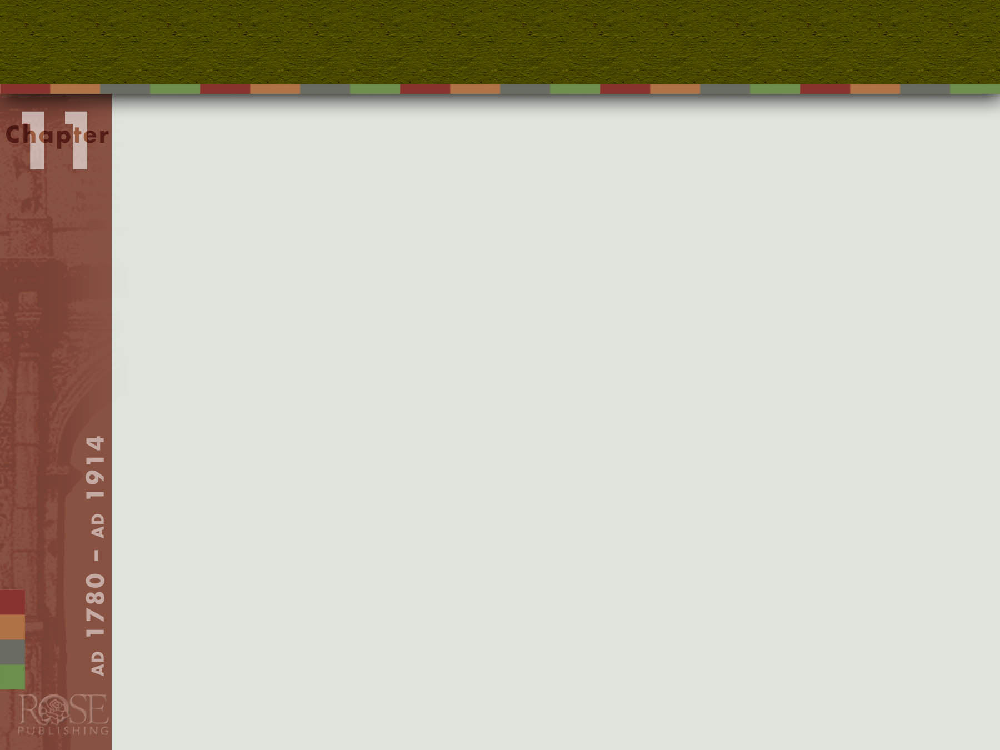 Chapter
11
AD 1780 – AD 1914
ROSE
PUBLISHING